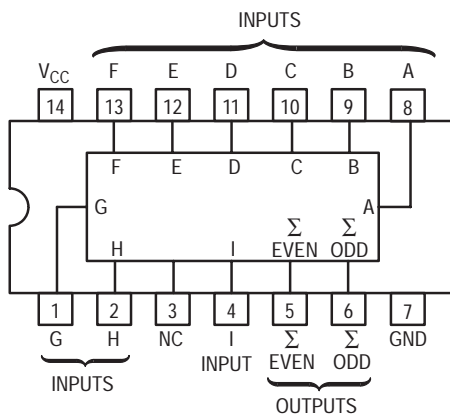 INPUTS
VCC F E D C B A
14 13 12 11 10 9 8
F E D C B
G A
Σ Σ
H I EVEN ODD
1 2 3 4 5 6 7
G H NC I Σ Σ GND
INPUT EVEN ODD
INPUTS OUTPUTS